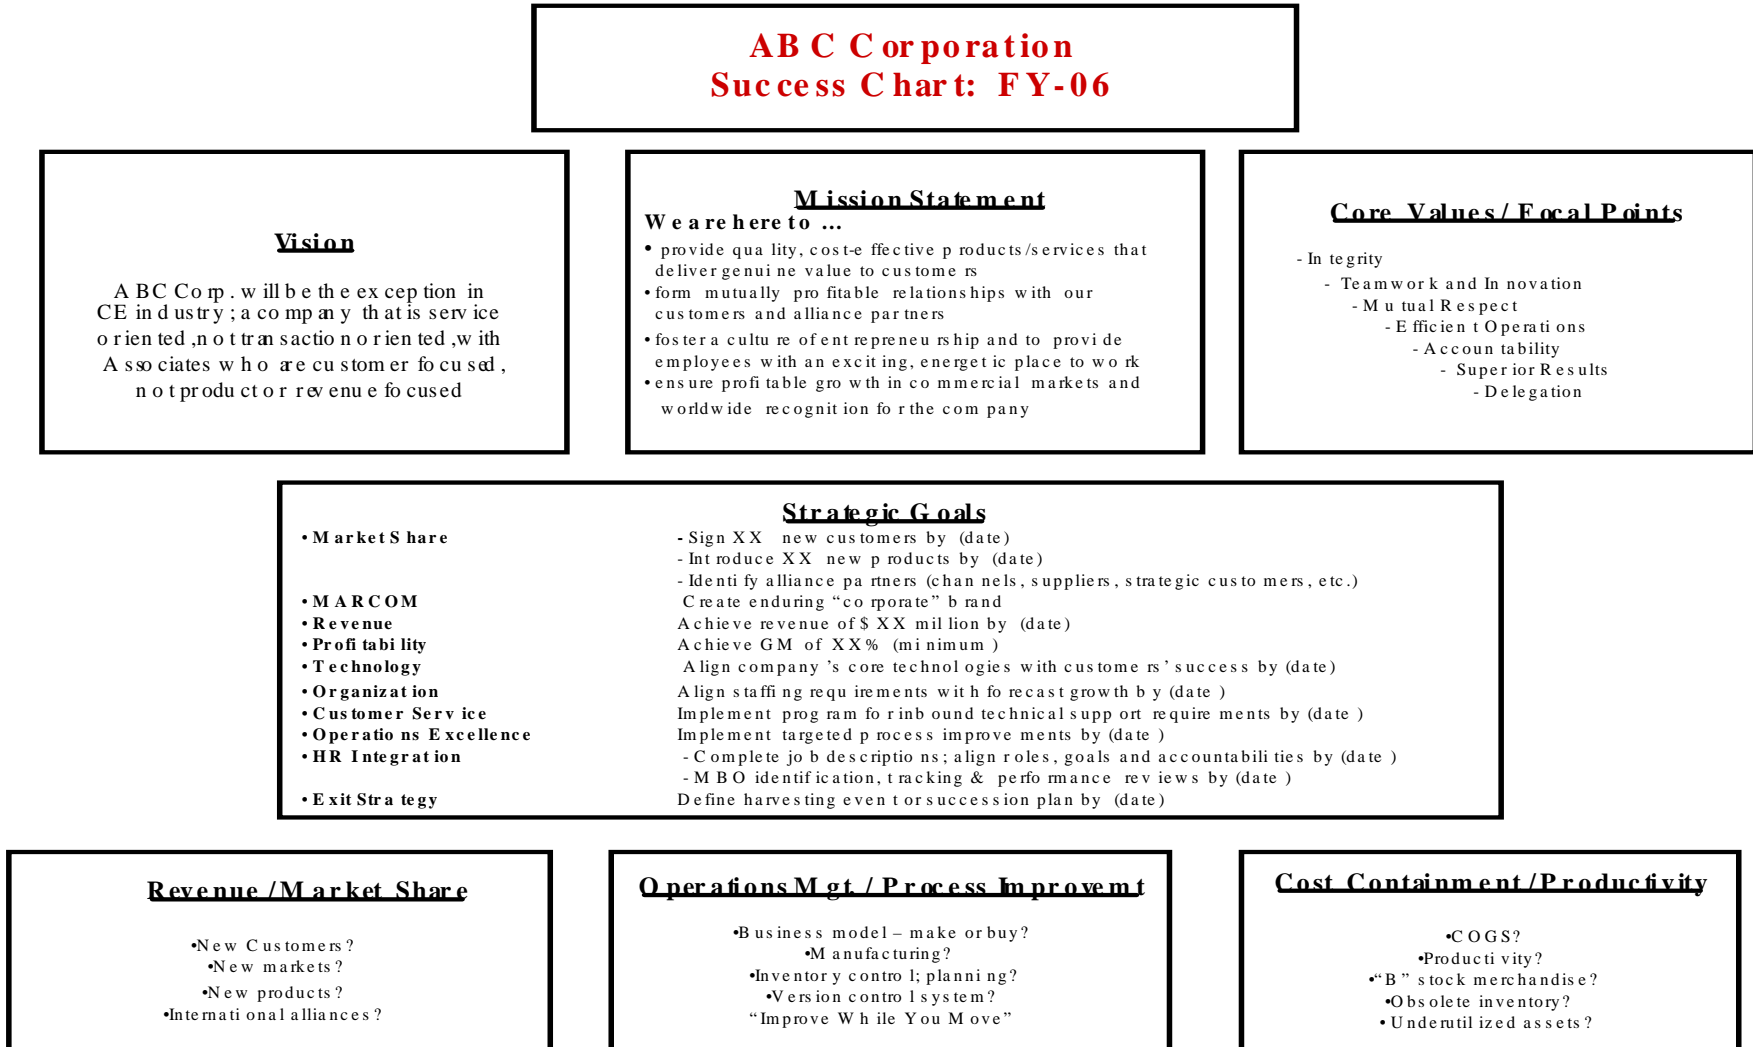 ABC Corporation
Success Chart: FY-06
Vision
ABC Corp. will be the exception in
CE industry; a company that is service
oriented, not transaction oriented, with
Associates who are customer focused,
not product or revenue focused
Mission Statement
We are here to ...
• provide quality, cost-effective products/services that
deliver genuine value to customers
• form mutually profitable relationships with our
customers and alliance partners
• foster a culture of entrepreneurship and to provide
employees with an exciting, energetic place to work
• ensure profitable growth in commercial markets and
worldwide recognition for the company
Core Values/ Focal Points
- Integrity
- Teamwork and Innovation
- Mutual Respect
- Efficient Operations
- Accountability
- Superior Results
- Delegation
Strategic Goals
• Market Share - Sign XX new customers by (date)
- Introduce XX new products by (date)
- Identify alliance partners (channels, suppliers, strategic customers, etc.)
• MARCOM Create enduring “corporate” brand
• Revenue Achieve revenue of $ XX million by (date)
• Profitability Achieve GM of XX% (minimum)
• Technology Align company’s core technologies with customers’ success by (date)
• Organization Align staffing requirements with forecast growth by (date)
• Customer Service Implement program for inbound technical support requirements by (date)
• Operations Excellence Implement targeted process improvements by (date)
• HR Integration - Complete job descriptions; align roles, goals and accountabilities by (date)
- MBO identification, tracking & performance reviews by (date)
• Exit Strategy Define harvesting event or succession plan by (date)
Revenue /Market Share
•New Customers?
•New markets?
•New products?
•International alliances?
Operations Mgt. / Process Improvemt
•Business model – make or buy?
•Manufacturing?
•Inventory control; planning?
•Version control system?
“Improve While You Move”
Cost Containment /Productivity
•COGS?
•Productivity?
•“B” stock merchandise?
•Obsolete inventory?
• Underutilized assets?